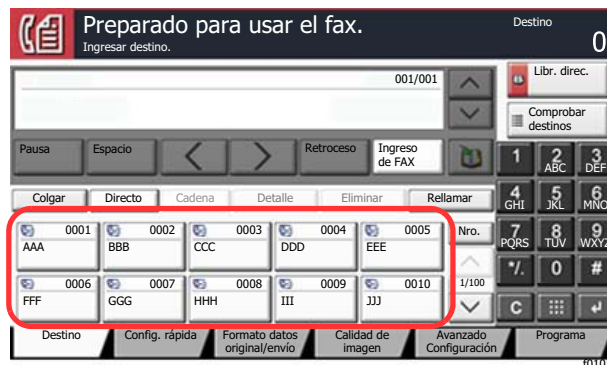 Preparado para usar el fax.
Ingresar destino.
Destino
0
001/001
Libr. direc.
Comprobar
destinos
Pausa
Espacio
Retroceso
Ingreso
de FAX
1
2
ABC
3
DEF
Colgar
Directo
Cadena
Detalle
Eliminar
Rellamar
4
GHI
5
JKL
6
MNO
0001
AAA
0002
BBB
0003
CCC
0004
DDD
0005
EEE
Nro.
7
PQRS
8
TUV
9
WXYZ
0006
FFF
0007
GGG
0008
HHH
0009
III
0010
JJJ
1/100
*/.
0
#
C
Destino
Config. rápida
Formato datos
original/envío
Calidad de
imagen
Avanzado
Configuración
Programa
f010